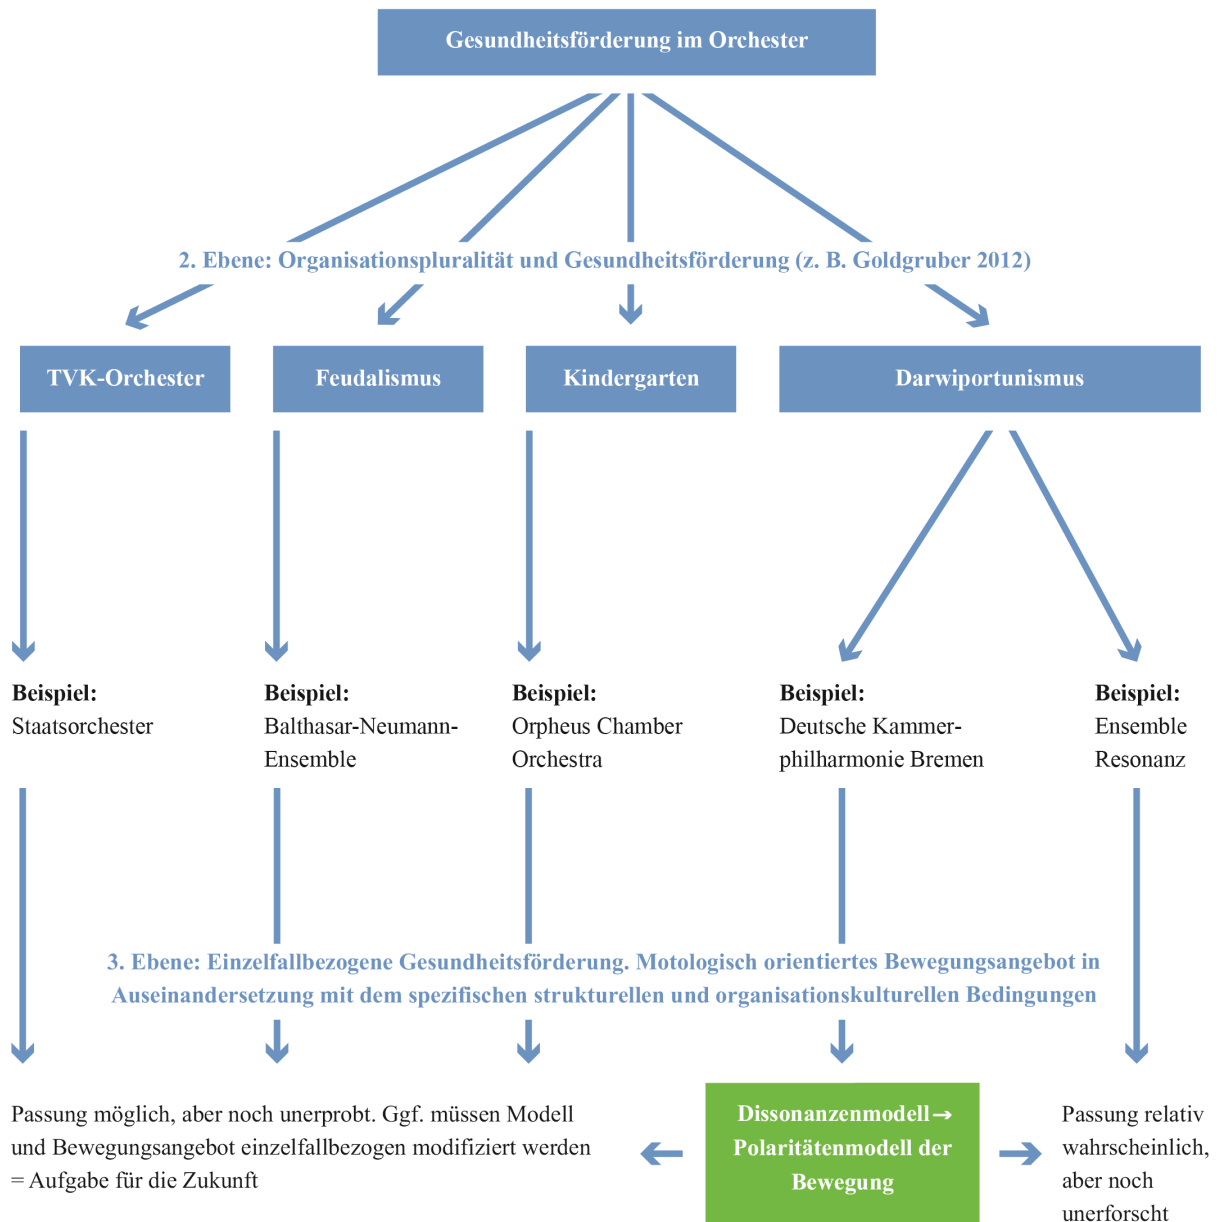 Gesundheitsförderung im Orchester
2. Ebene: Organisationspluralität und Gesundheitsförderung (z. B. Goldgruber 2012)
TVK-Orchester
Feudalismus
Kindergarten
Darwiportunismus
Beispiel:
Staatsorchester
Beispiel:
Balthasar-Neumann-
Ensemble
Beispiel:
Orpheus Chamber
Orchestra
Beispiel:
Deutsche Kammer-
philharmonie Bremen
Beispiel:
Ensemble
Resonanz
3. Ebene: Einzelfallbezogene Gesundheitsförderung. Motologisch orientiertes Bewegungsangebot in
Auseinandersetzung mit dem spezifischen strukturellen und organisationskulturellen Bedingungen
Passung möglich, aber noch unerprobt. Ggf. müssen Modell
und Bewegungsangebot einzelfallbezogen modifiziert werden
= Aufgabe für die Zukunft
Dissonanzenmodell→
Polaritätenmodell der
Bewegung
Passung relativ
wahrscheinlich,
aber noch
unerforscht